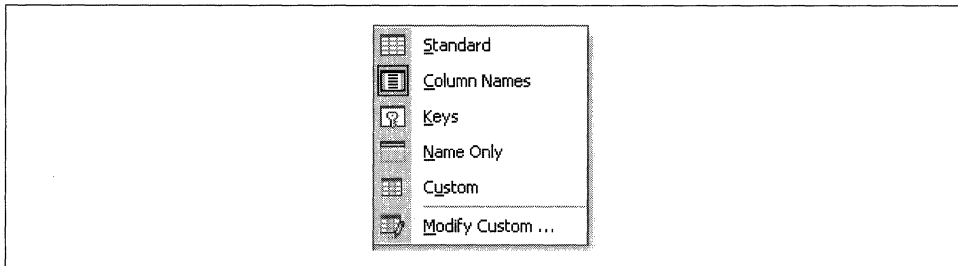 Standard
Column Names
Keys
Name Only
Custom
Modify Custom ...